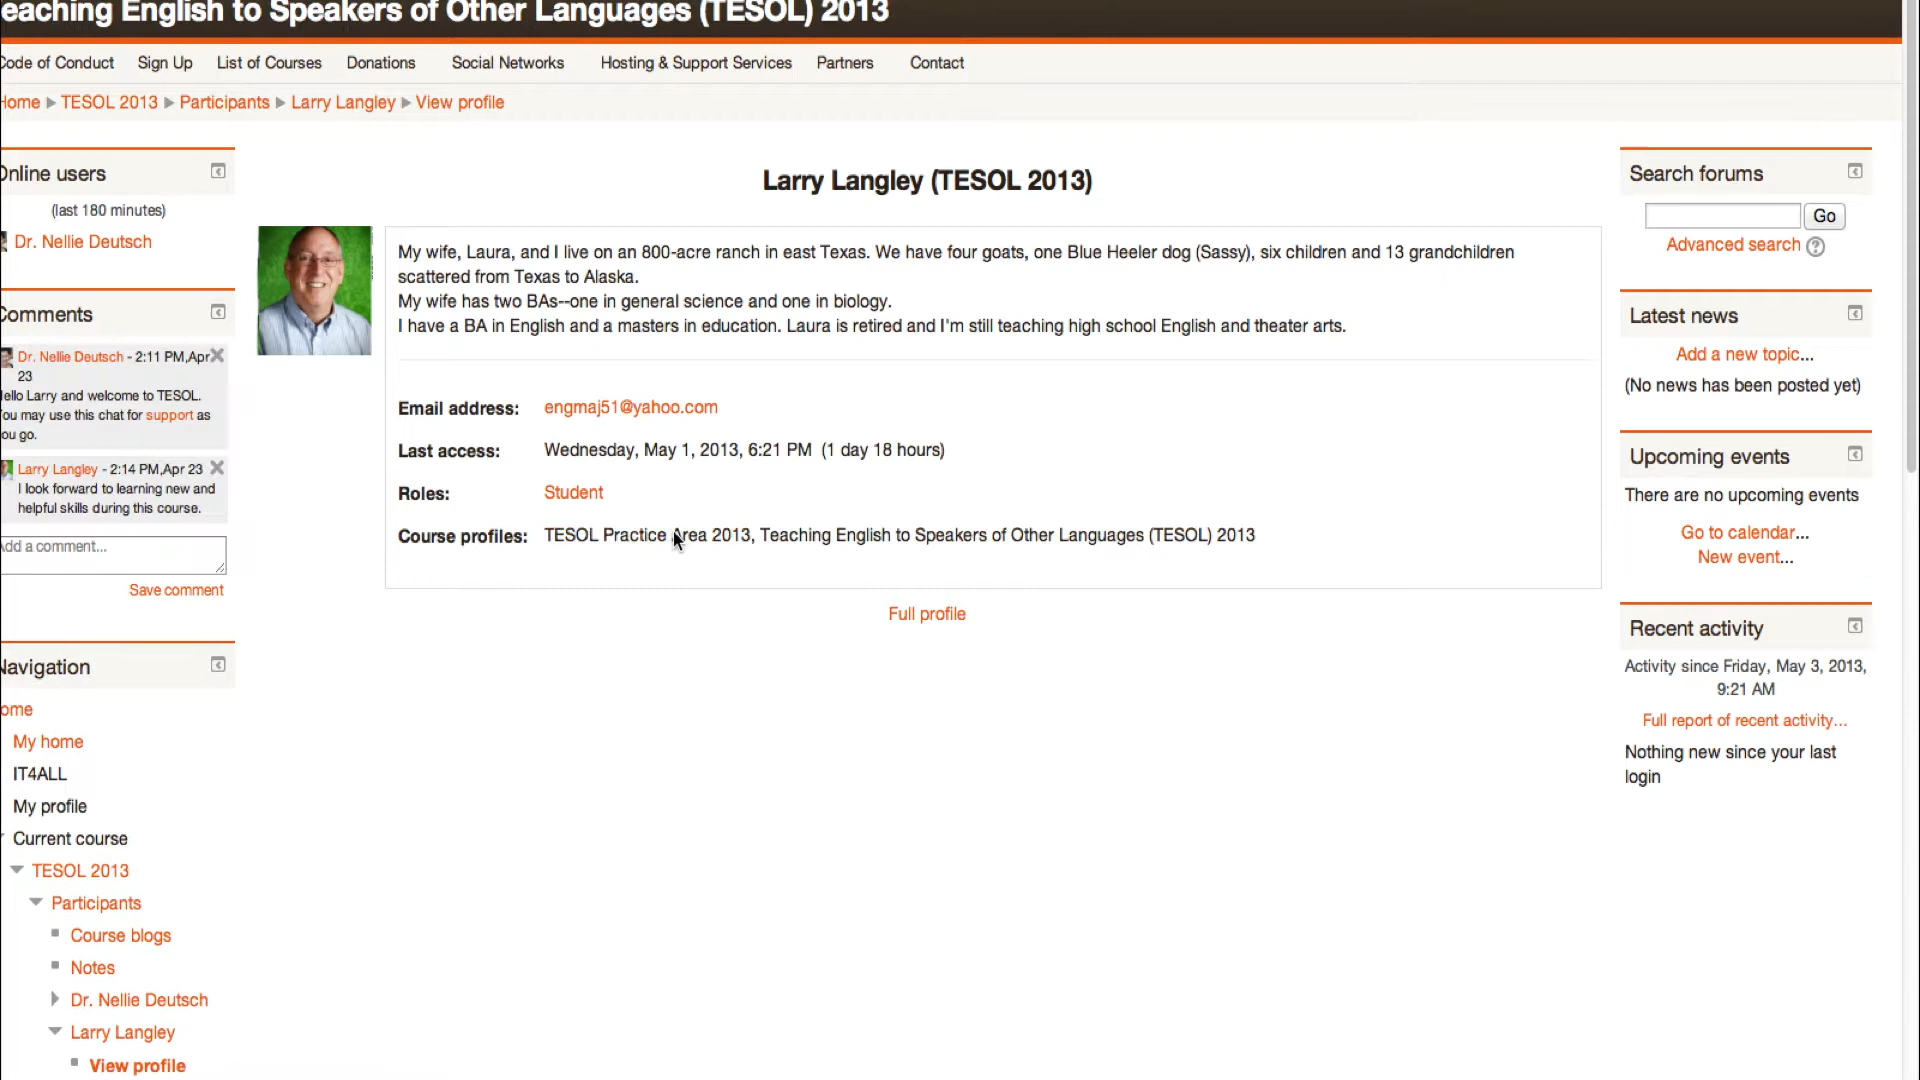 eaching English to Speakers of Other Languages (TESOL) 2013
Code of Conduct Sign Up List of Courses Donations Social Networks Hosting & Support Services Partners Contact
Home TESOL 2013 Participants Larry Langley View profile
Online users
(last 180 minutes)
Dr. Nellie Deutsch
Comments
Dr. Nellie Deutsch - 2:11 PM,Apr
23
Hello Larry and welcome to TESOL.
You may use this chat for support as
you go.
Larry Langley - 2:14 PM,Apr 23
I look forward to learning new and
helpful skills during this course.
Add a comment...
Save comment
Navigation
Home
My home
IT4ALL
My profile
Current course
TESOL 2013
Participants
Course blogs
Notes
Dr. Nellie Deutsch
Larry Langley
View profile
Larry Langley (TESOL 2013)
My wife, Laura, and I live on an 800-acre ranch in east Texas. We have four goats, one Blue Heeler dog (Sassy), six children and 13 grandchildren
scattered from Texas to Alaska.
My wife has two BAs--one in general science and one in biology.
I have a BA in English and a masters in education. Laura is retired and I'm still teaching high school English and theater arts.
Email address: engmaj51@yahoo.com
Last access: Wednesday, May 1, 2013, 6:21 PM (1 day 18 hours)
Roles: Student
Course profiles: TESOL Practice Area 2013, Teaching English to Speakers of Other Languages (TESOL) 2013
Full profile
Search forums
Go
Advanced search
Latest news
Add a new topic...
(No news has been posted yet)
Upcoming events
There are no upcoming events
Go to calendar...
New event...
Recent activity
Activity since Friday, May 3, 2013,
9:21 AM
Full report of recent activity...
Nothing new since your last
login